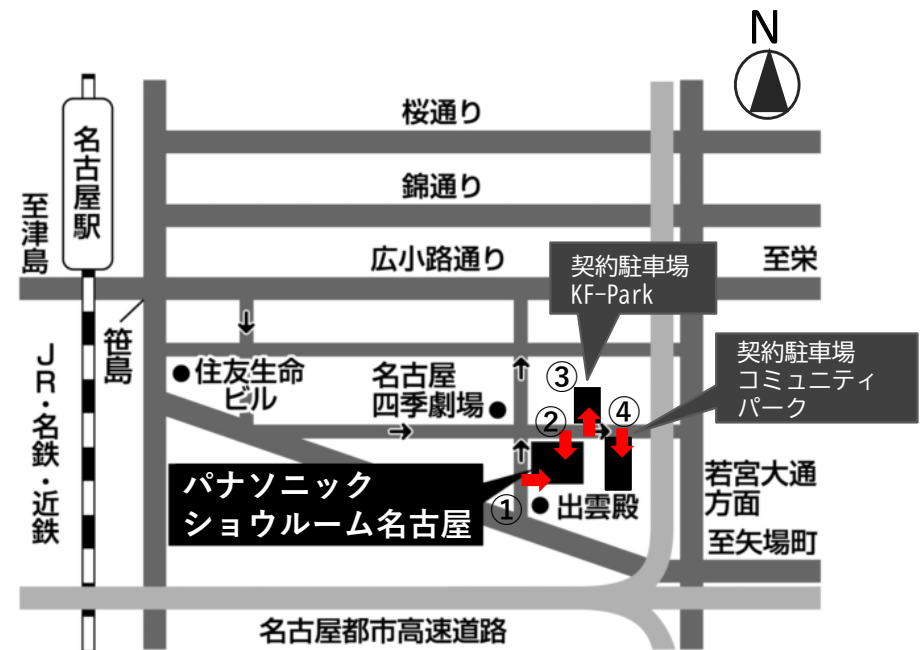 N
桜通り
名古屋駅
錦通り
至津島
広小路通り
契約駐車場
KF-Park
至栄
笹島
JR・名鉄・近鉄
住友生命
ビル
名古屋
四季劇場
③
契約駐車場
コミュニティ
パーク
②
④
パナソニック
ショウルーム名古屋
①
出雲殿
若宮大通
方面
至矢場町
名古屋都市高速道路